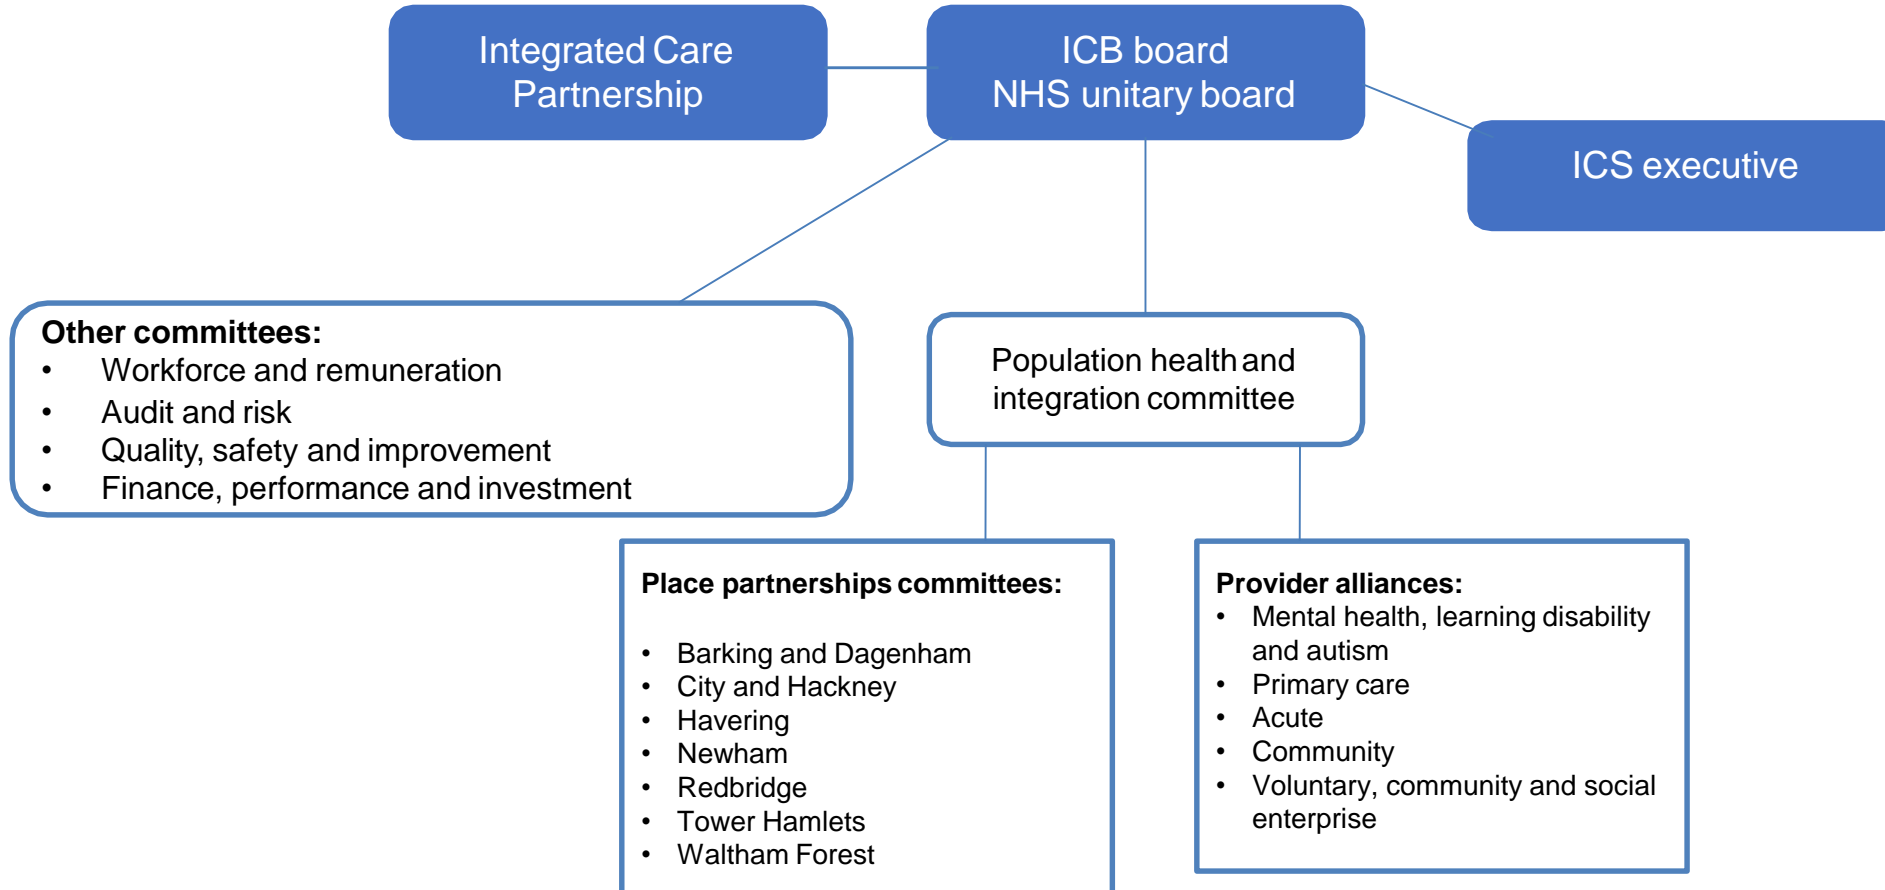 Integrated Care
Partnership
ICB board
NHS unitary board
ICS executive
Other committees:
• Workforce and remuneration
• Audit and risk
• Quality, safety and improvement
• Finance, performance and investment
Population health and
integration committee
Place partnerships committees:
• Barking and Dagenham
• City and Hackney
• Havering
• Newham
• Redbridge
• Tower Hamlets
• Waltham Forest
Provider alliances:
• Mental health, learning disability
and autism
• Primary care
• Acute
• Community
• Voluntary, community and social
enterprise